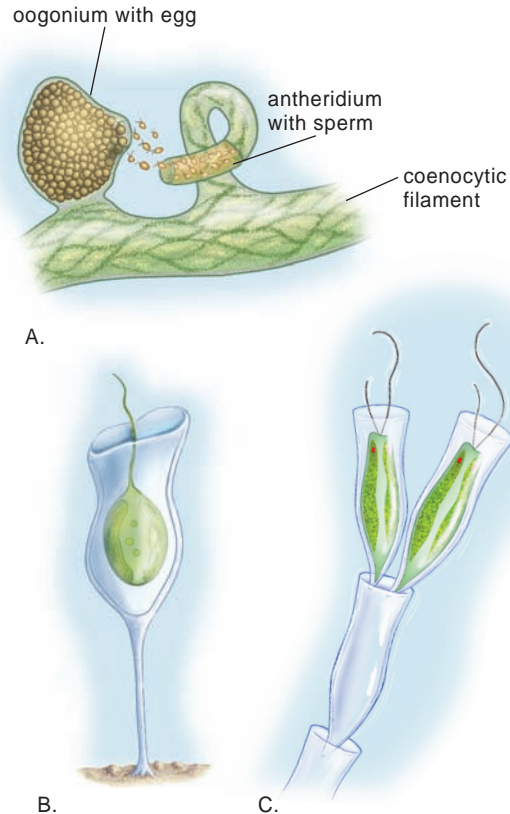 oogonium with egg
antheridium
with sperm
coenocytic
filament
A.
B.
C.